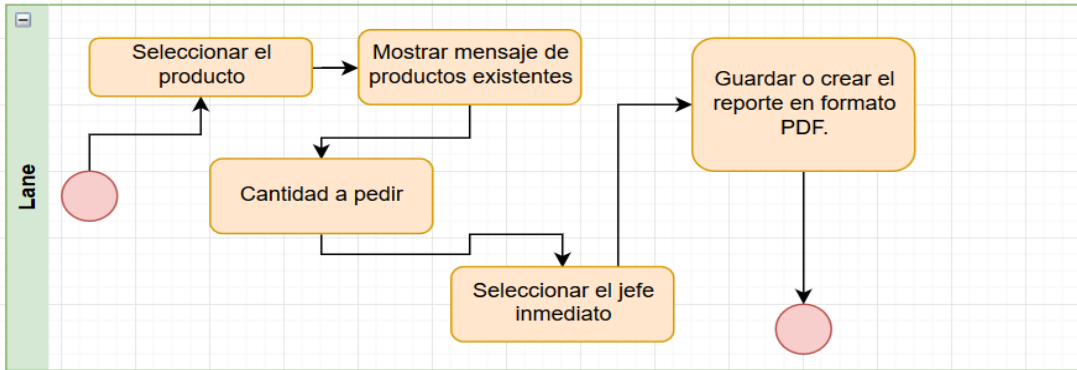 Lane
Seleccionar el
producto
Mostrar mensaje de
productos existentes
Cantidad a pedir
Seleccionar el jefe
inmediato
Guardar o crear el
reporte en formato
PDF.